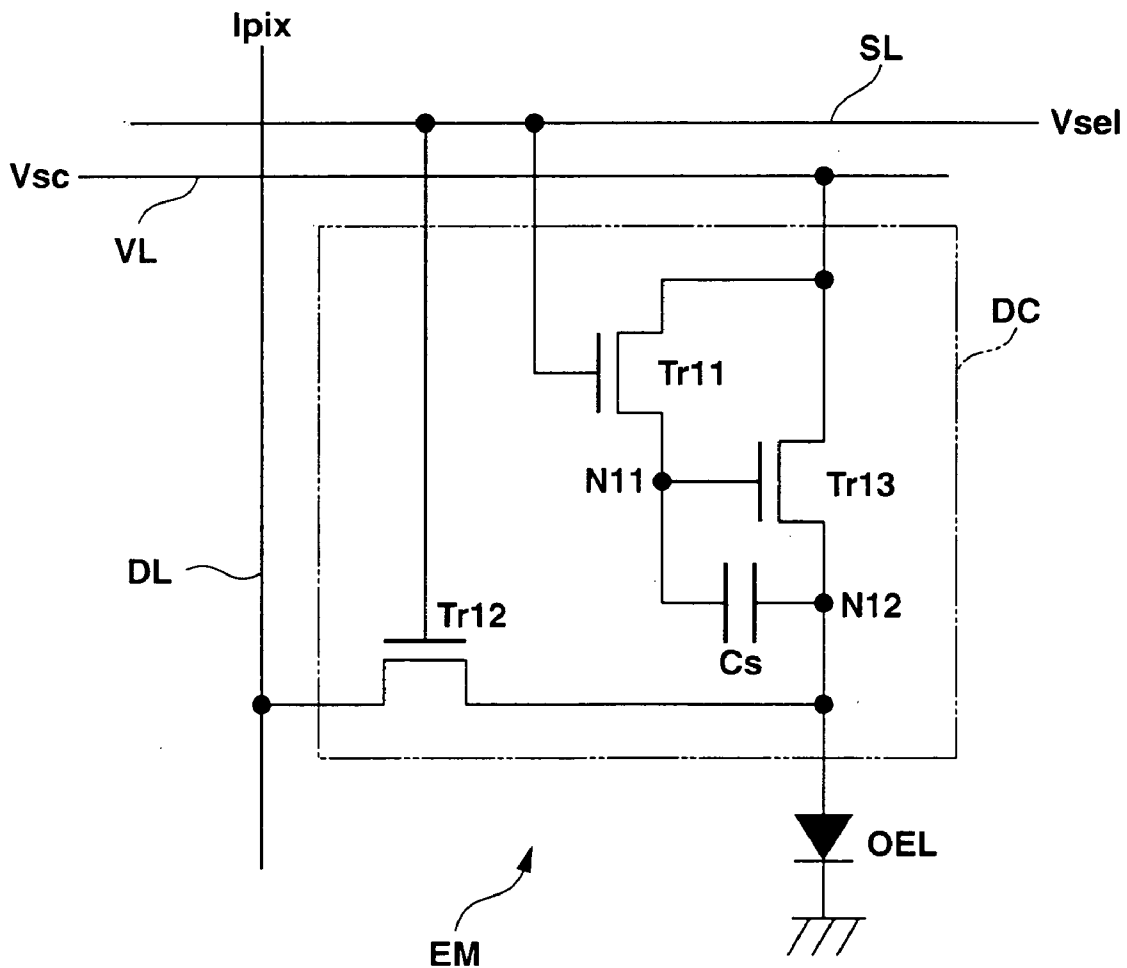 Ipix
SL
Vsel
Vsc
VL
DC
Tr11
N11
Tr13
DL
Tr12
N12
Cs
OEL
EM